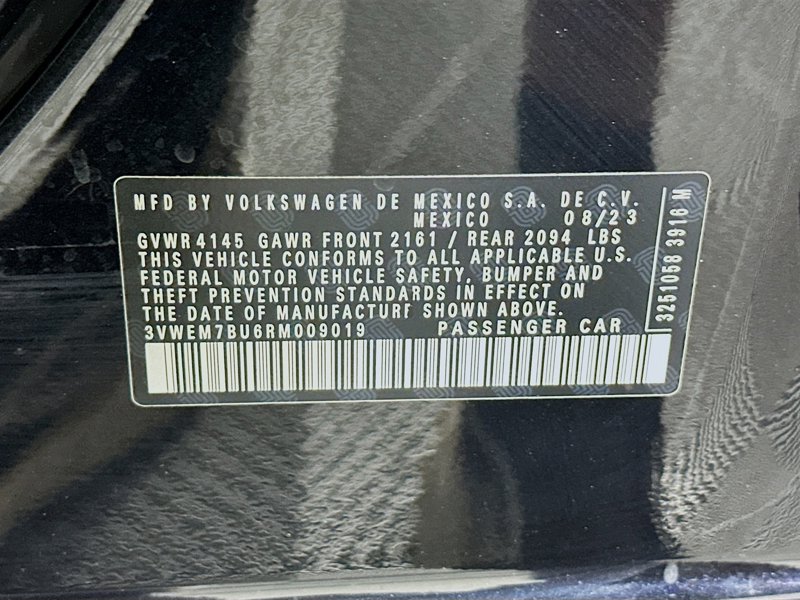 MFD BY VOLKSWAGEN DE MEXICO S.A. DE C.V.
MEXICO 08/23
GVWR 4145 GAWR FRONT 2161 / REAR 2094 LBS
THIS VEHICLE CONFORMS TO ALL APPLICABLE U.S.
FEDERAL MOTOR VEHICLE SAFETY, BUMPER AND
THEFT PREVENTION STANDARDS IN EFFECT ON
THE DATE OF MANUFACTURE SHOWN ABOVE.
3VWEM7BU6RM009019 PASSENGER CAR
3251058 3916 M